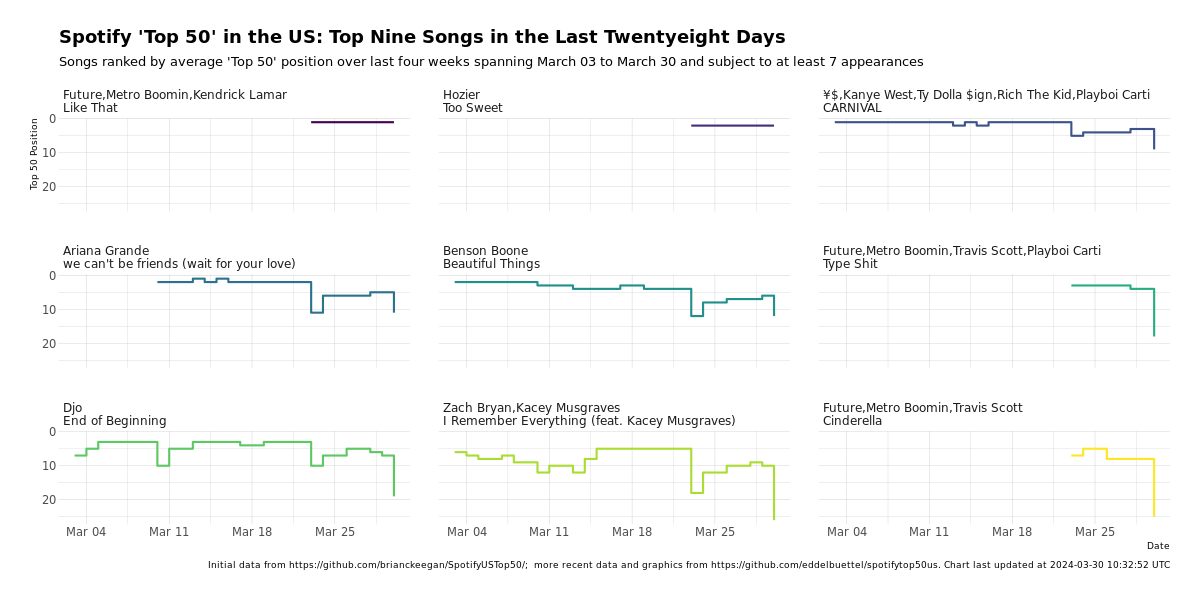 Spotify 'Top 50' in the US: Top Nine Songs in the Last Twentyeight Days
Songs ranked by average 'Top 50' position over last four weeks spanning March 03 to March 30 and subject to at least 7 appearances
Future,Metro Boomin,Kendrick Lamar
Like That
Hozier
Too Sweet
¥$,Kanye West,Ty Dolla $ign,Rich The Kid,Playboi Carti
CARNIVAL
Top 50 Position
0
10
20
Ariana Grande
we can't be friends (wait for your love)
Benson Boone
Beautiful Things
Future,Metro Boomin,Travis Scott,Playboi Carti
Type Shit
0
10
20
Djo
End of Beginning
Zach Bryan,Kacey Musgraves
I Remember Everything (feat. Kacey Musgraves)
Future,Metro Boomin,Travis Scott
Cinderella
0
10
20
Mar 04 Mar 11 Mar 18 Mar 25
Mar 04 Mar 11 Mar 18 Mar 25
Mar 04 Mar 11 Mar 18 Mar 25
Date
Initial data from https://github.com/brianckeegan/SpotifyUSTop50/; more recent data and graphics from https://github.com/eddelbuettel/spotifytop50us. Chart last updated at 2024-03-30 10:32:52 UTC